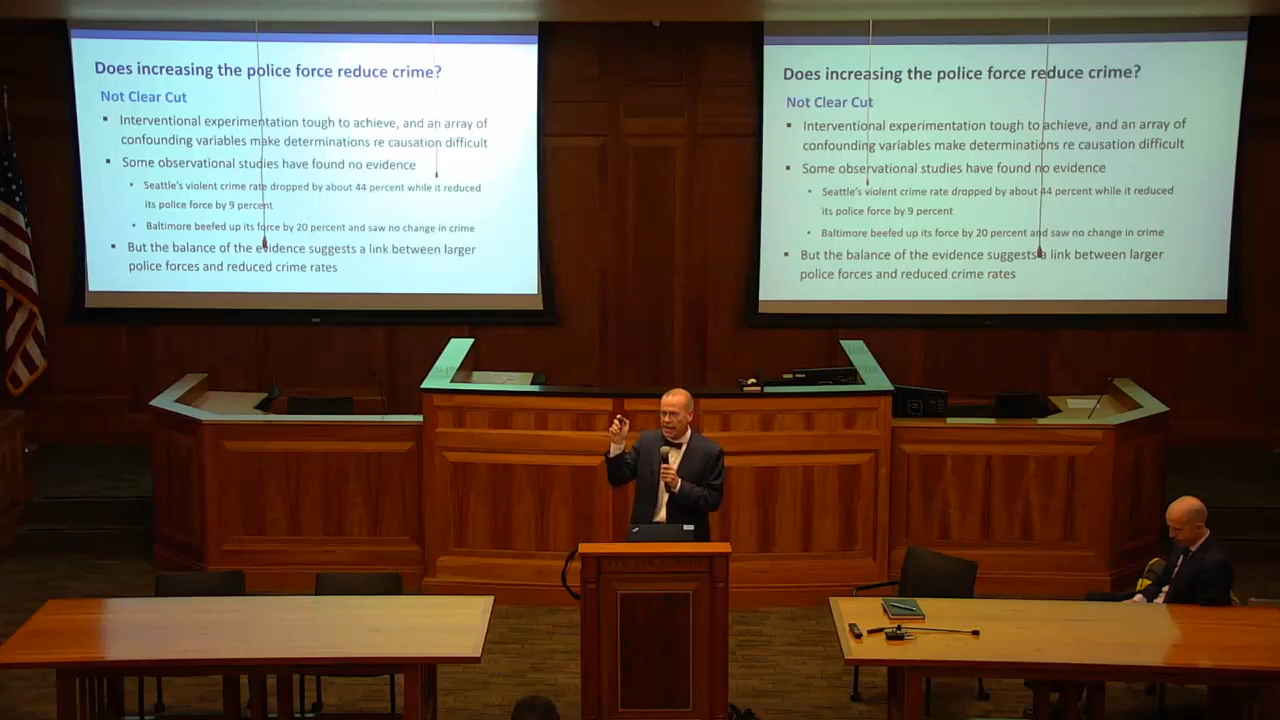 Does increasing the police force reduce crime?
Not Clear Cut
Interventional experimentation tough to achieve, and an array of
confounding variables make determinations re causation difficult
Some observational studies have found no evidence
Seattle's violent crime rate dropped by about 44 percent while it reduced
its police force by 9 percent
Baltimore beefed up its force by 20 percent and saw no change in crime
But the balance of the evidence suggests a link between larger
police forces and reduced crime rates
Does increasing the police force reduce crime?
Not Clear Cut
Interventional experimentation tough to achieve, and an array of
confounding variables make determinations re causation difficult
Some observational studies have found no evidence
Seattle's violent crime rate dropped by about 44 percent while it reduced
its police force by 9 percent
Baltimore beefed up its force by 20 percent and saw no change in crime
But the balance of the evidence suggests a link between larger
police forces and reduced crime rates